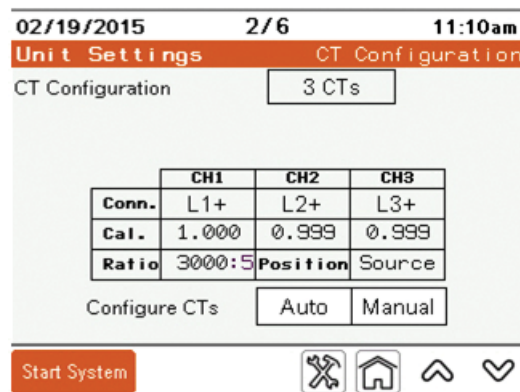 02/19/2015 2/6 11:10am
Unit Settings CT Configuration
CT Configuration 3 CTs
CH1 CH2 CH3
Conn. L1+ L2+ L3+
Cal. 1.000 0.999 0.999
Ratio 3000:5 Position Source
Configure CTs Auto Manual
Start System